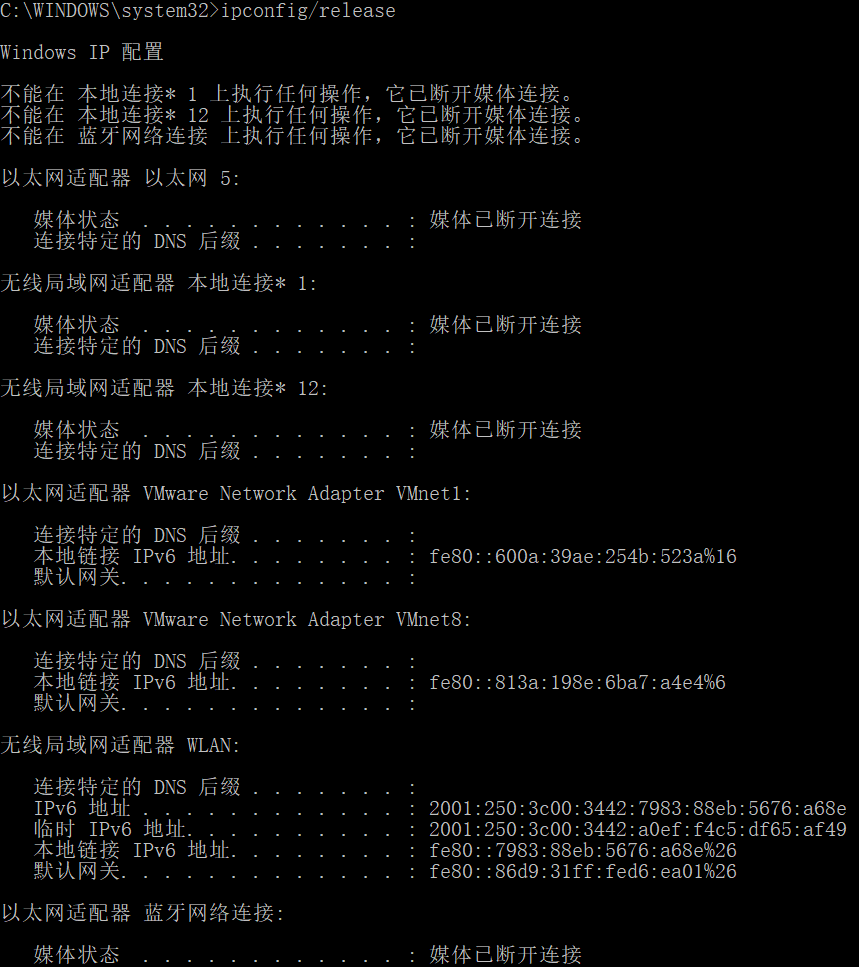 C:\WINDOWS\system32>ipconfig/release
Windows IP 配置
不能在 本地连接* 1 上执行任何操作，它已断开媒体连接。
不能在 本地连接* 12 上执行任何操作，它已断开媒体连接。
不能在 蓝牙网络连接 上执行任何操作，它已断开媒体连接。
以太网适配器 以太网 5:
媒体状态  . . . . . . . . . . . . : 媒体已断开连接
连接特定的 DNS 后缀 . . . . . . . :
无线局域网适配器 本地连接* 1:
媒体状态  . . . . . . . . . . . . : 媒体已断开连接
连接特定的 DNS 后缀 . . . . . . . :
无线局域网适配器 本地连接* 12:
媒体状态  . . . . . . . . . . . . : 媒体已断开连接
连接特定的 DNS 后缀 . . . . . . . :
以太网适配器 VMware Network Adapter VMnet1:
连接特定的 DNS 后缀 . . . . . . . :
本地链接 IPv6 地址. . . . . . . . : fe80::600a:39ae:254b:523a%16
默认网关. . . . . . . . . . . . . :
以太网适配器 VMware Network Adapter VMnet8:
连接特定的 DNS 后缀 . . . . . . . :
本地链接 IPv6 地址. . . . . . . . : fe80::813a:198e:6ba7:a4e4%6
默认网关. . . . . . . . . . . . . :
无线局域网适配器 WLAN:
连接特定的 DNS 后缀 . . . . . . . :
IPv6 地址 . . . . . . . . . . . . : 2001:250:3c00:3442:7983:88eb:5676:a68e
临时 IPv6 地址. . . . . . . . . . : 2001:250:3c00:3442:a0ef:f4c5:df65:af49
本地链接 IPv6 地址. . . . . . . . : fe80::7983:88eb:5676:a68e%26
默认网关. . . . . . . . . . . . . : fe80::86d9:31ff:fed6:ea01%26
以太网适配器 蓝牙网络连接:
媒体状态  . . . . . . . . . . . . : 媒体已断开连接